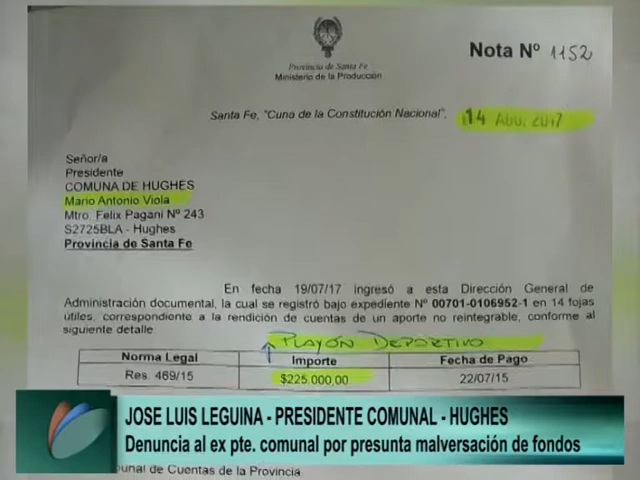 Provincia de Santa Fe
Ministerio de la Producción
Nota Nº 1152
Santa Fe, "Cuna de la Constitución Nacional", 14 AGO. 2017
Señor/a
Presidente
COMUNA DE HUGHES
Mario Antonio Viola
Mtro. Felix Pagani Nº 243
S2725BLA - Hughes
Provincia de Santa Fe
En fecha 19/07/17 ingresó a esta Dirección General de
Administración documental, la cual se registró bajo expediente Nº 00701-0106952-1 en 14 fojas
útiles, correspondiente a la rendición de cuentas de un aporte no reintegrable, conforme al
siguiente detalle:
PLAYÓN DEPORTIVO
Norma Legal Importe Fecha de Pago
Res. 469/15 $225.000,00 22/07/15
JOSE LUIS LEGUINA - PRESIDENTE COMUNAL - HUGHES
Denuncia al ex pte. comunal por presunta malversación de fondos
bunal de Cuentas de la Provincia.